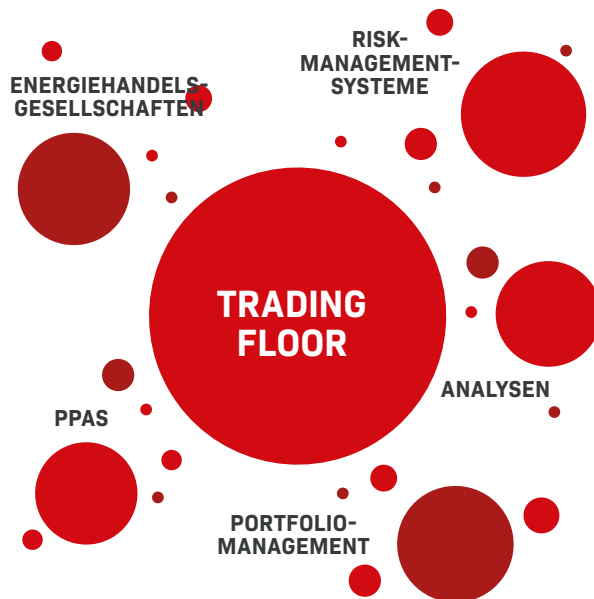 RISK-
MANAGEMENT-
SYSTEME
ENERGIEHANDELS-
GESELLSCHAFTEN
TRADING
FLOOR
ANALYSEN
PPAS
PORTFOLIO-
MANAGEMENT